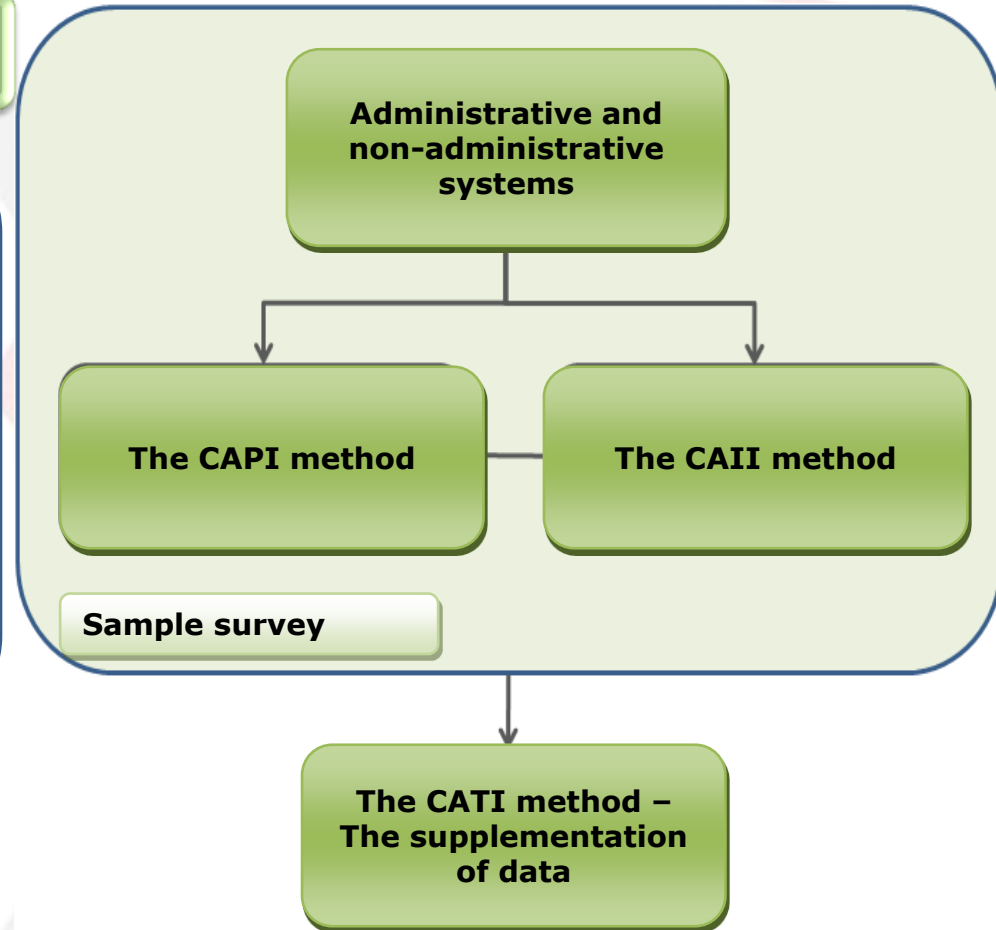 Administrative and
non-administrative
systems
The CAPI method
The CAII method
Sample survey
The CATI method –
The supplementation
of data